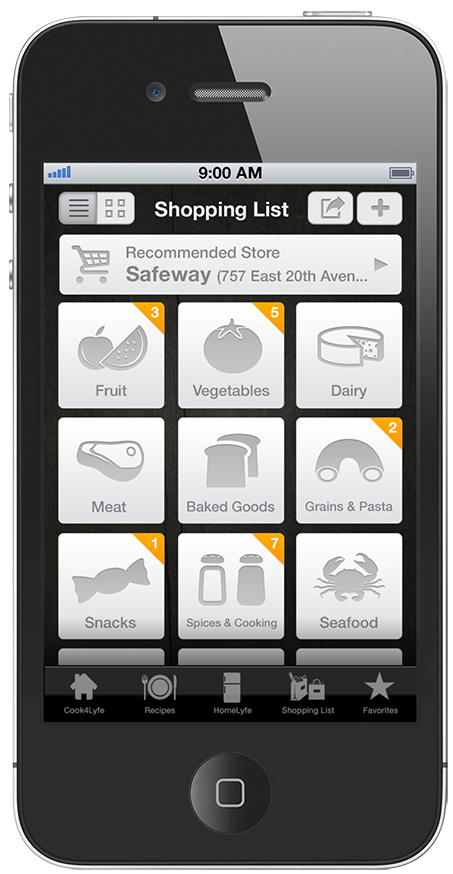 9:00 AM
Shopping List
Recommended Store
Safeway (757 East 20th Aven...
3
5
Fruit
Vegetables
Dairy
2
Meat
Baked Goods
Grains & Pasta
1
7
Snacks
Spices & Cooking
Seafood
Cook4Lyfe
Recipes
HomeLyfe
Shopping List
Favorites